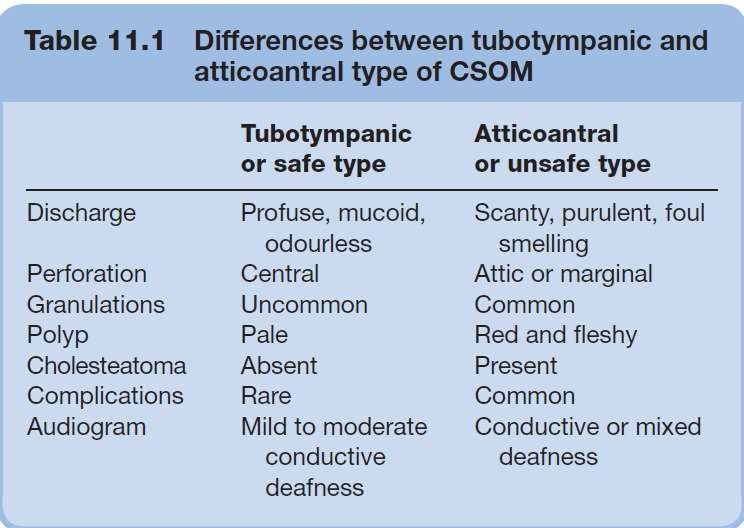 Table 11.1 Differences between tubotympanic and
atticoantral type of CSOM
Tubotympanic Atticoantral
or safe type or unsafe type
Discharge Profuse, mucoid, Scanty, purulent, foul
odourless smelling
Perforation Central Attic or marginal
Granulations Uncommon Common
Polyp Pale Red and fleshy
Cholesteatoma Absent Present
Complications Rare Common
Audiogram Mild to moderate Conductive or mixed
conductive deafness
deafness